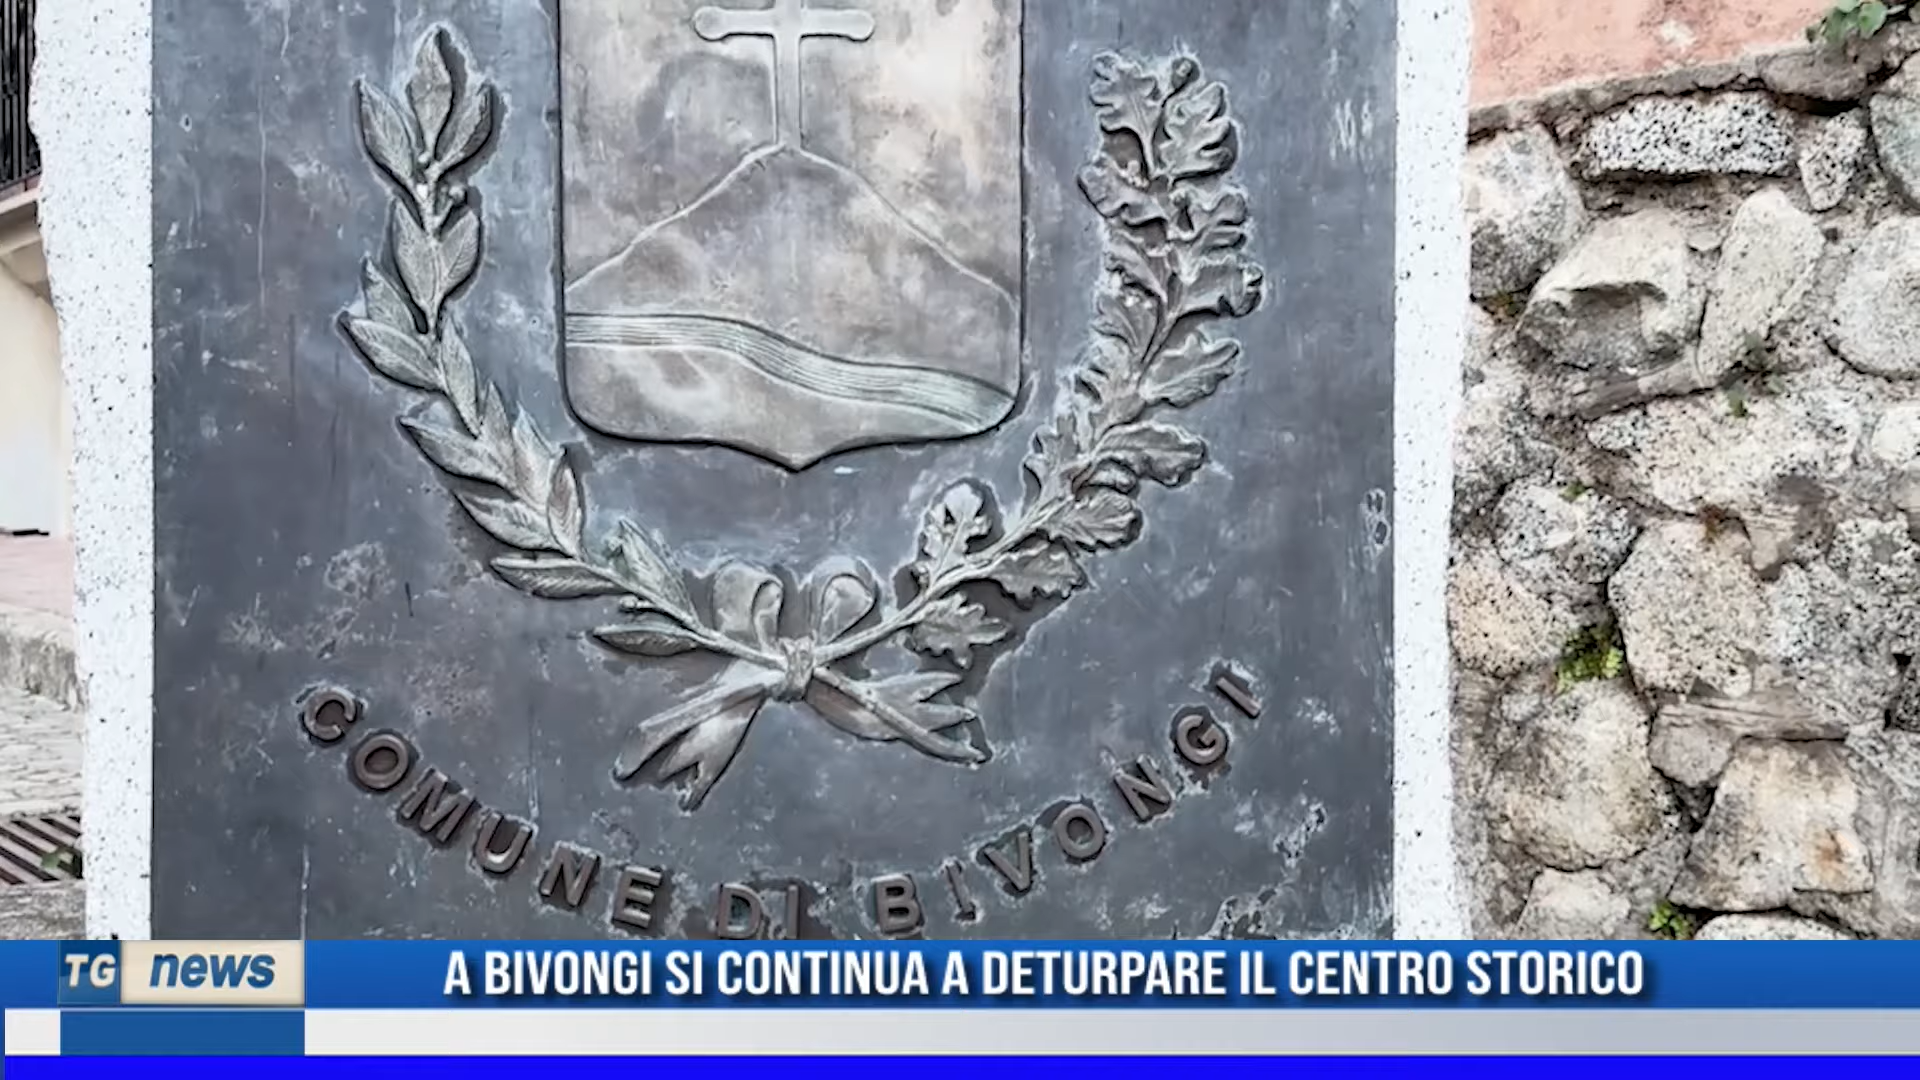 COMUNE DI BIVONGI
TG news
A BIVONGI SI CONTINUA A DETURPARE IL CENTRO STORICO